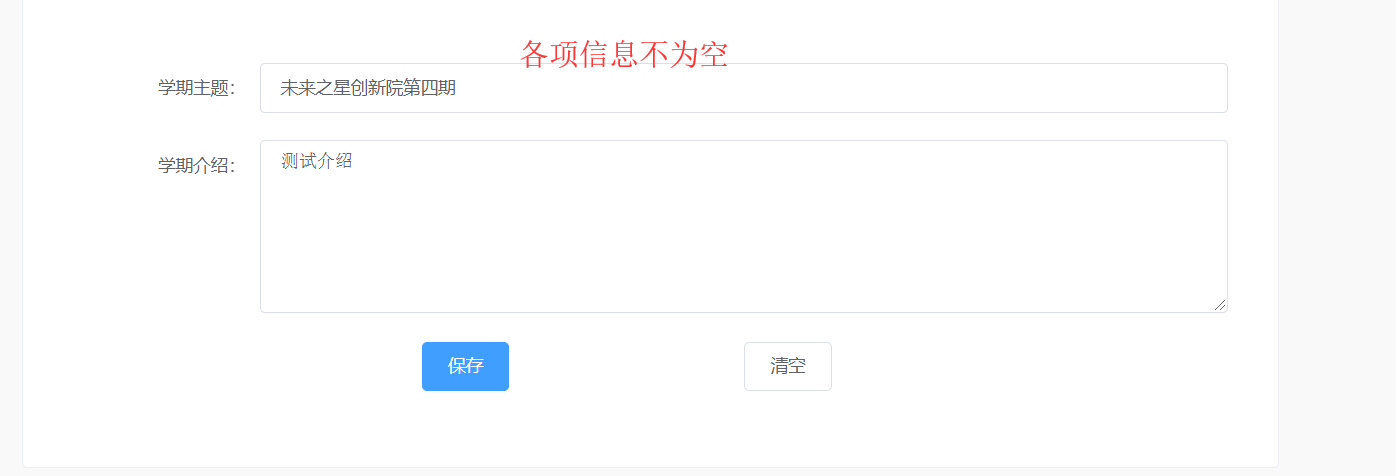 各项信息不为空
学期主题：
未来之星创新院第四期
学期介绍：
测试介绍
保存
清空